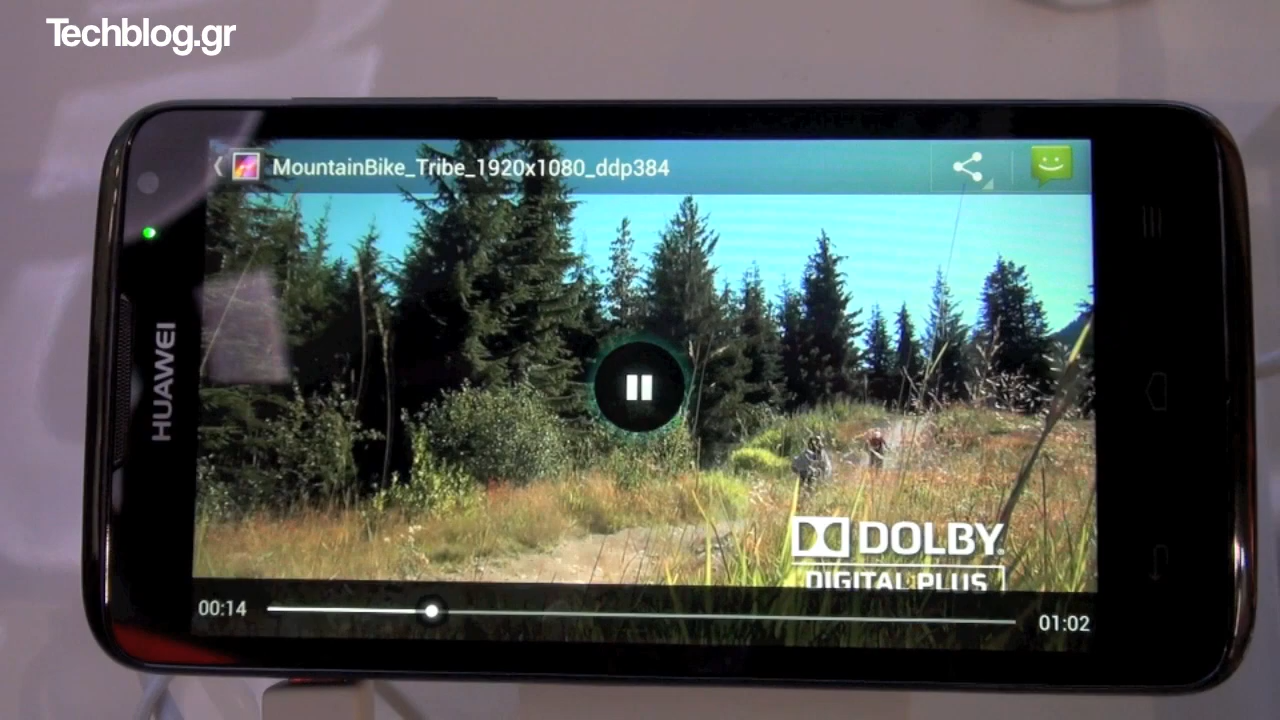 Techblog.gr
MountainBike_Tribe_1920x1080_ddp384
HUAWEI
DOLBY
DIGITAL PLUS
00:14
01:02